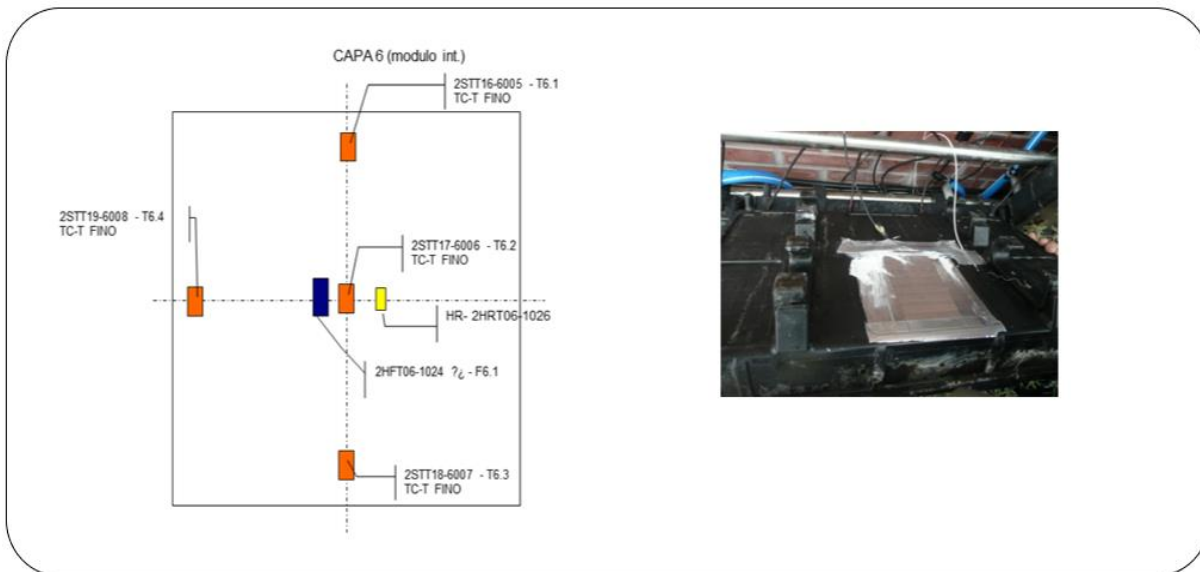 CAPA 6 (modulo int.)
2STT16-6005 - T6.1
TC-T FINO
2STT19-6008 - T6.4
TC-T FINO
2STT17-6006 - T6.2
TC-T FINO
HR- 2HRT06-1026
2HFT06-1024 ?¿ - F6.1
2STT18-6007 - T6.3
TC-T FINO